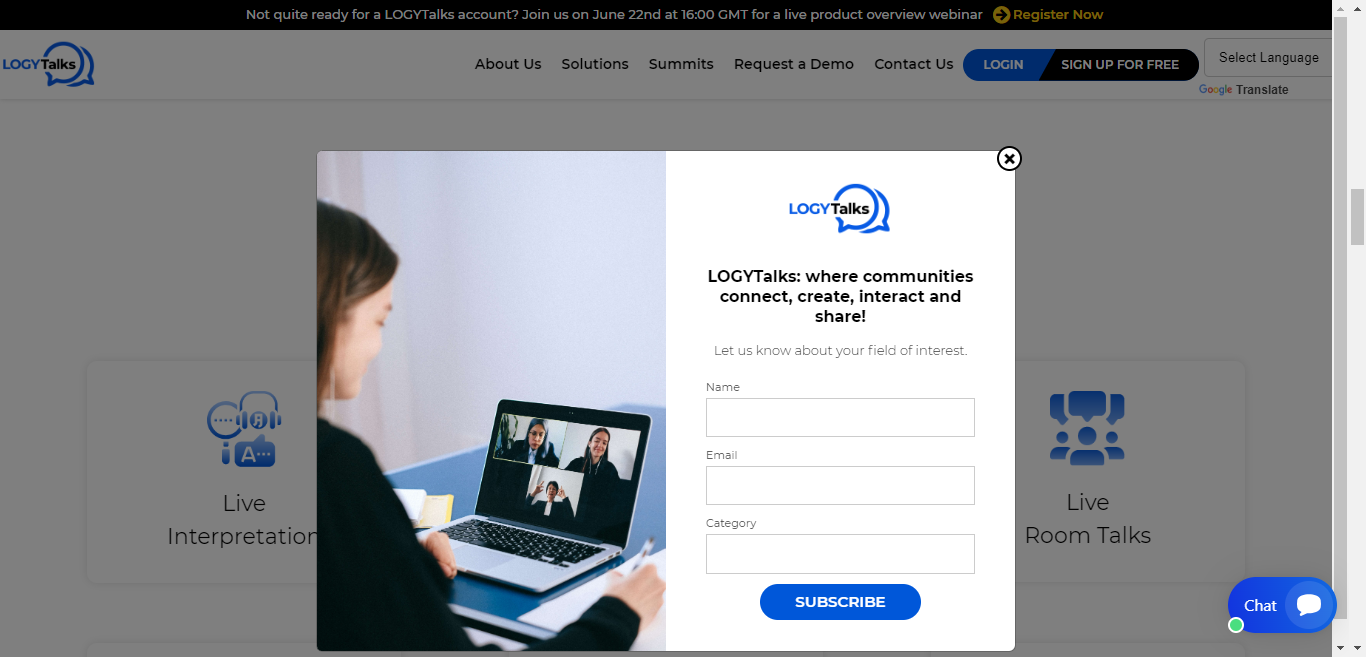 Not quite ready for a LOGYTalks account? Join us on June 22nd at 16:00 GMT for a live product overview webinar Register Now
LOGYTalks
About Us Solutions Summits Request a Demo Contact Us LOGIN SIGN UP FOR FREE Select Language
Google Translate
LOGYTalks
LOGYTalks: where communities
connect, create, interact and
share!
Let us know about your field of interest.
Name
Email
Category
SUBSCRIBE
A
Live
Interpretation
Live
Room Talks
Chat